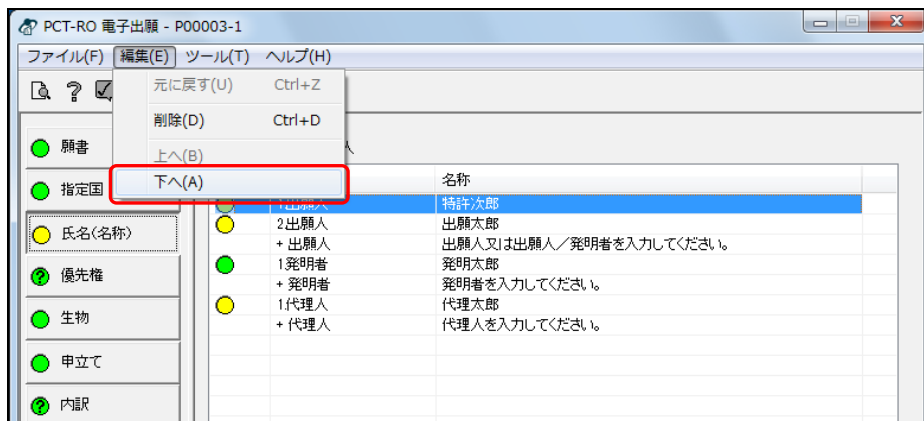 PCT-RO 電子出願 - P00003-1
ファイル(F) 編集(E) ツール(T) ヘルプ(H)
元に戻す(U) Ctrl+Z
削除(D) Ctrl+D
上へ(B)
下へ(A)
願書
指定国
氏名(名称)
優先権
生物
申立て
内訳
人
名称
1出願人 特許次郎
2出願人 出願太郎
+ 出願人 出願人又は出願人／発明者を入力してください。
1発明者 発明太郎
+ 発明者 発明者を入力してください。
1代理人 代理太郎
+ 代理人 代理人を入力してください。